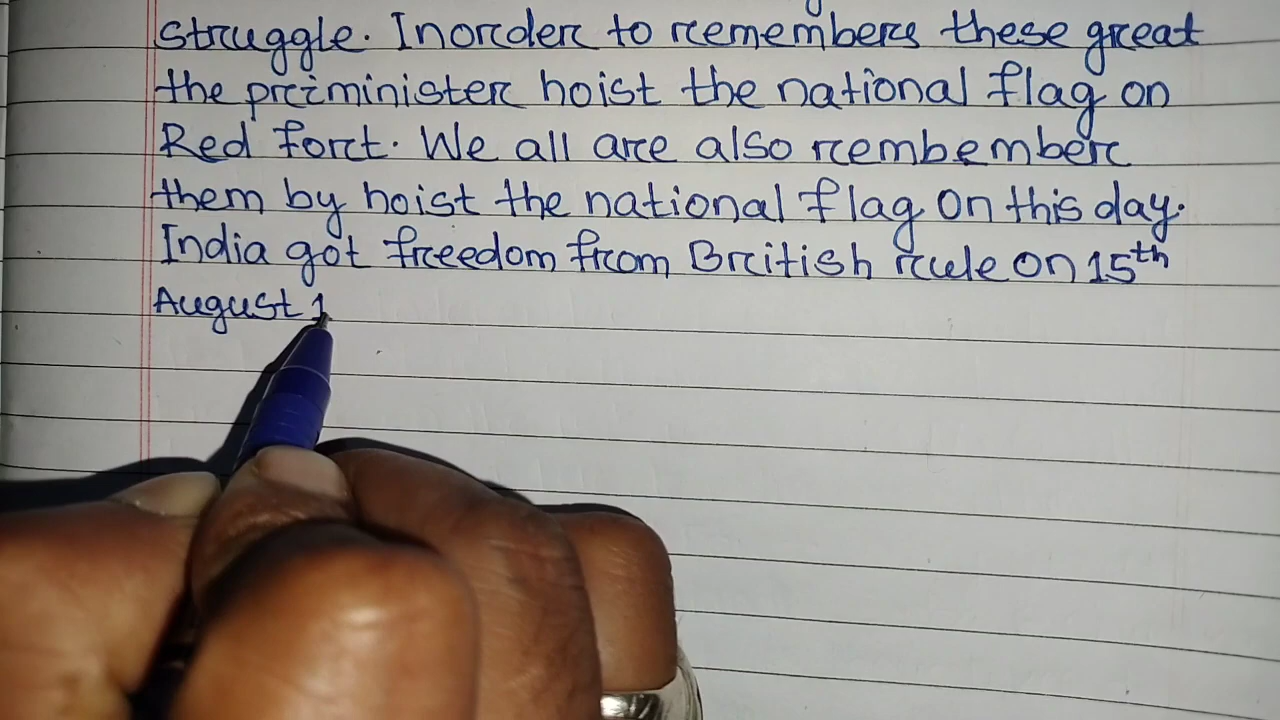 struggle. Inorder to remembers these great
the priminister hoist the national flag on
Red fort. We all are also rembember
them by hoist the national flag on this day.
India got freedom from British rule on 15th
August 1